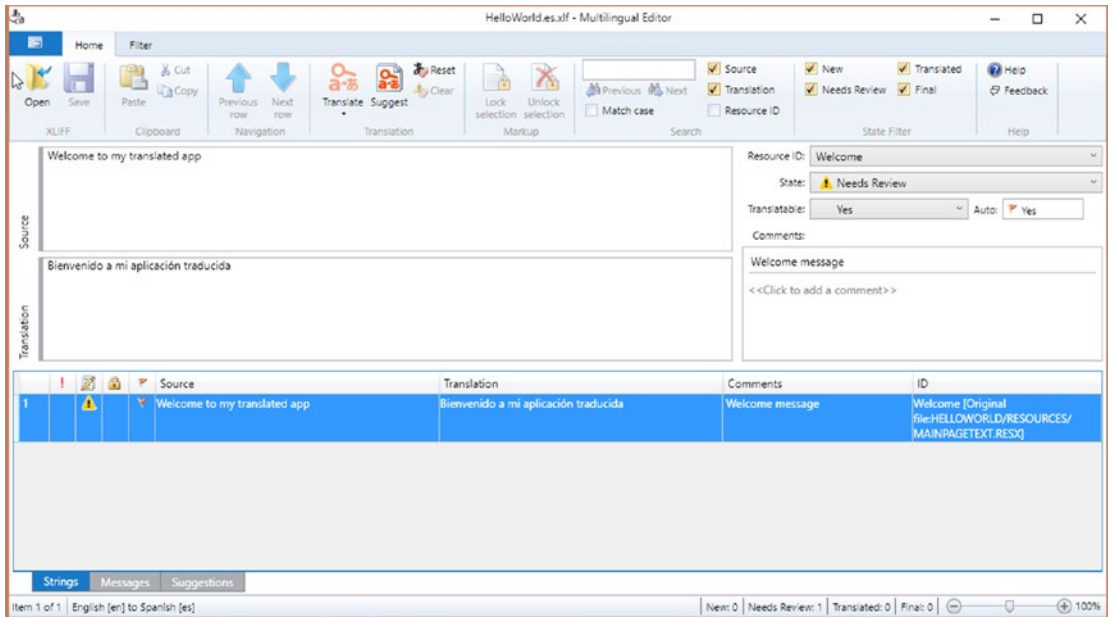 HelloWorld.es.xlf - Multilingual Editor
Home Filter
Open Save Paste Cut Copy Previous row Next row Translate Suggest Reset Clear Lock selection Unlock selection
Previous Next
Match case
Source
Translation
Resource ID
New Translated
Needs Review Final
Help
Feedback
XLIFF Clipboard Navigation Translation Markup Search State Filter Help
Source
Welcome to my translated app
Translation
Bienvenido a mi aplicación traducida
Resource ID: Welcome
State: Needs Review
Translatable: Yes Auto: Yes
Comments:
Welcome message
<<Click to add a comment>>
! Source Translation Comments ID
1 Welcome to my translated app Bienvenido a mi aplicación traducida Welcome message Welcome [Original
file:HELLOWORLD/RESOURCES/
MAINPAGETEXT.RESX]
Strings Messages Suggestions
Item 1 of 1 English [en] to Spanish [es] New: 0 Needs Review: 1 Translated: 0 Final: 0 100%